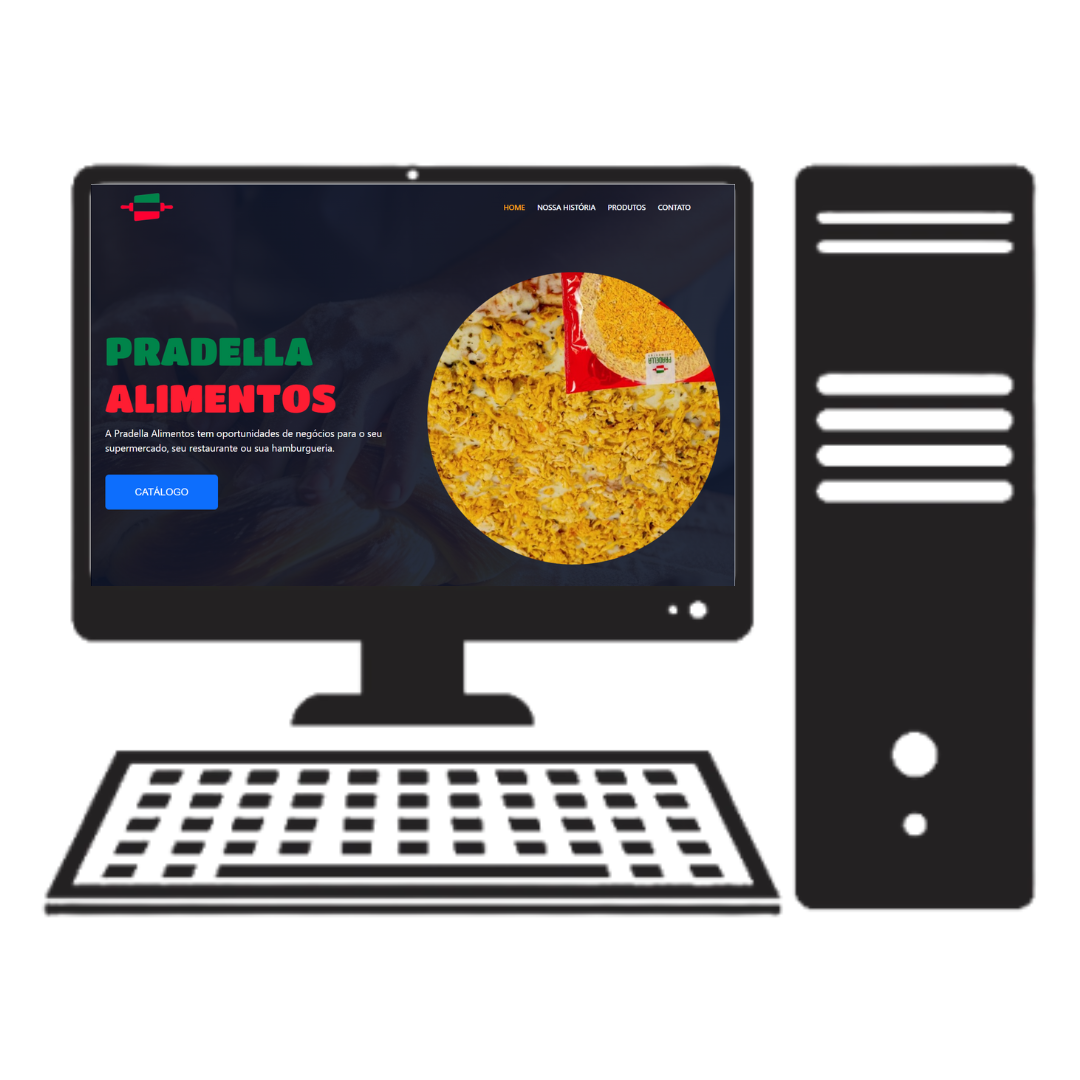 HOME NOSSA HISTÓRIA PRODUTOS CONTATO
PRADELLA
ALIMENTOS
A Pradella Alimentos tem oportunidades de negócios para o seu
supermercado, seu restaurante ou sua hamburgueria.
CATÁLOGO
PRADELLA